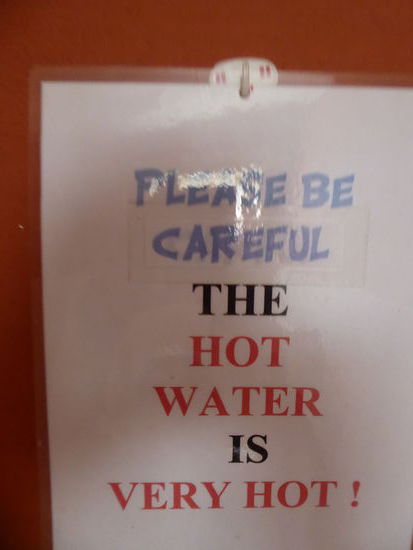 PLEASE BE
CAREFUL
THE
HOT
WATER
IS
VERY HOT !